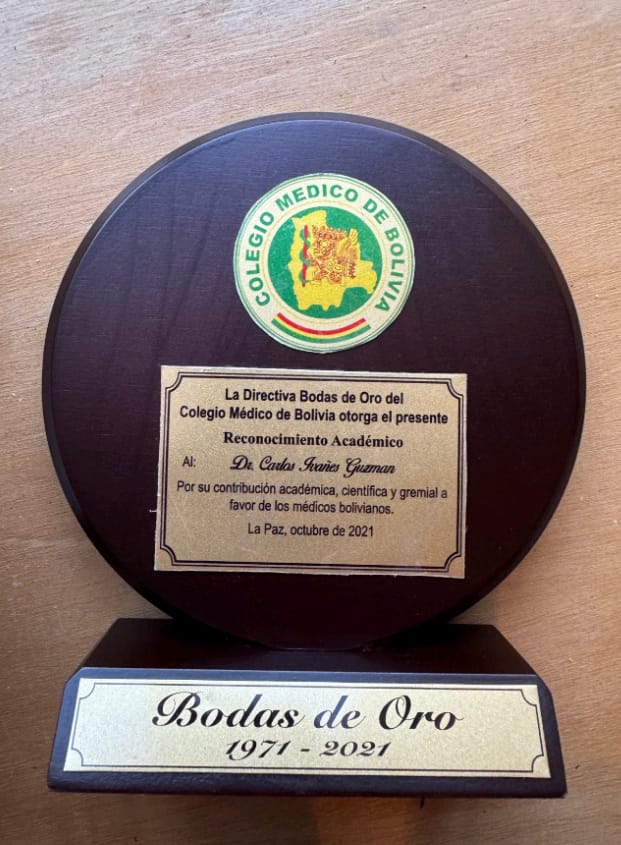 COLEGIO MEDICO DE BOLIVIA
La Directiva Bodas de Oro del
Colegio Médico de Bolivia otorga el presente
Reconocimiento Académico
Al: Dr. Carlos Ivañes Guzman
Por su contribución académica, científica y gremial a
favor de los médicos bolivianos.
La Paz, octubre de 2021
Bodas de Oro
1971 - 2021